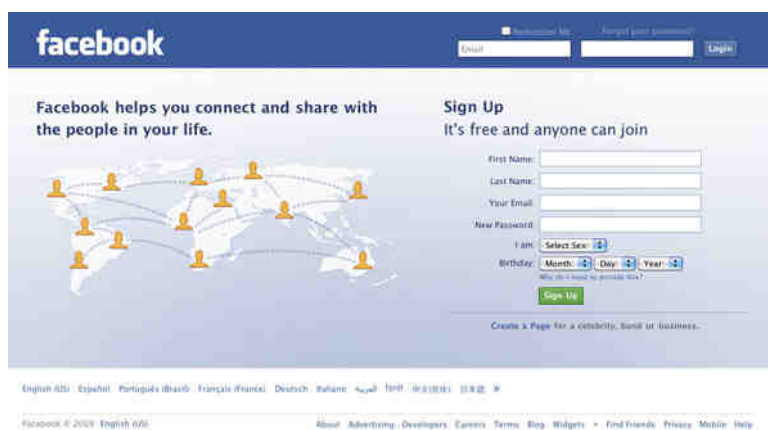 facebook
Remember Me
Forgot your password?
Email
Login
Facebook helps you connect and share with
the people in your life.
Sign Up
It's free and anyone can join
First Name:
Last Name:
Your Email:
New Password:
I am: Select Sex:
Birthday: Month: Day: Year:
Why do I need to provide this?
Sign Up
Create a Page for a celebrity, band or business.
English (US) Español Português (Brasil) Français (France) Deutsch Italiano العربية हिन्दी 中文(简体) 日本語 »
Facebook © 2009 English (US)
About Advertising Developers Careers Terms Blog Widgets • Find Friends Privacy Mobile Help